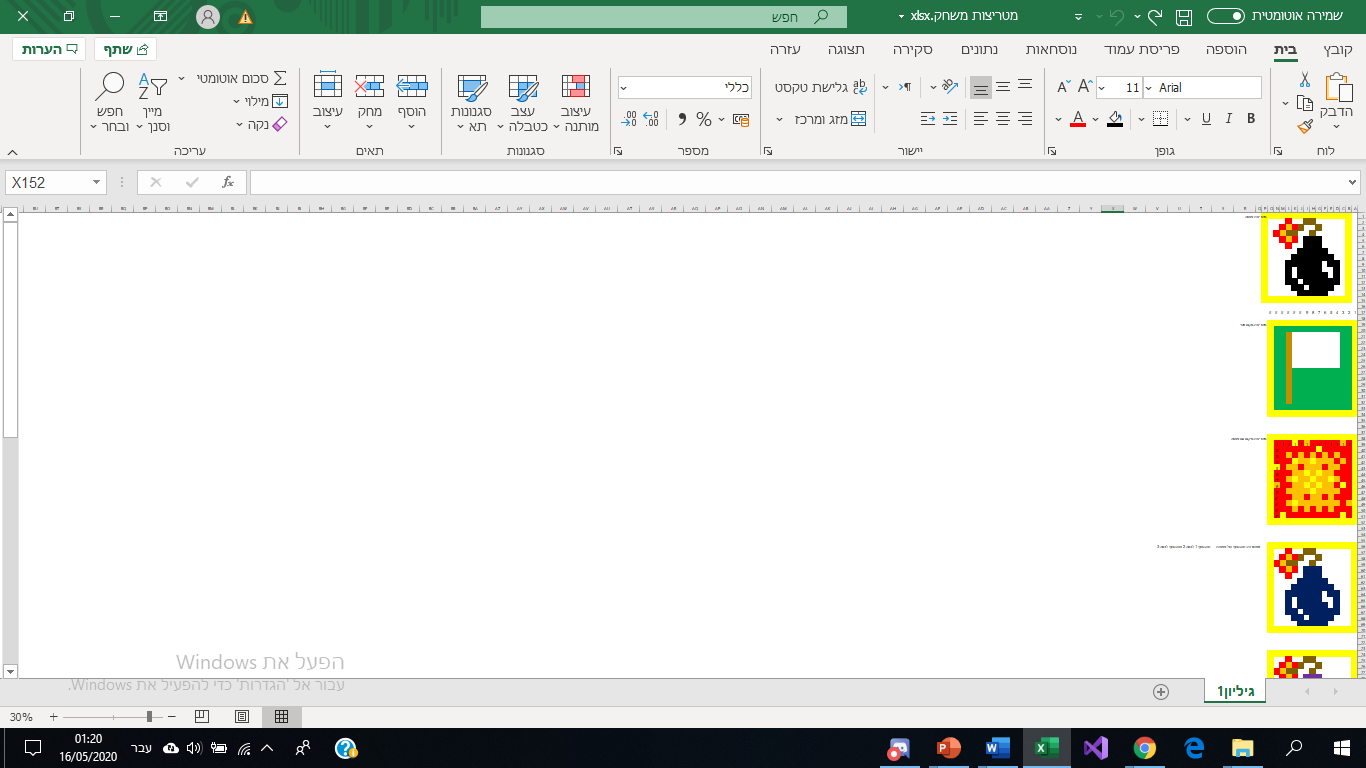 שמירה אוטומטית
מטריצות משחק.xlsx
חפש
קובץ בית הוספה פריסת עמוד נוסחאות נתונים סקירה תצוגה עזרה
שתף הערות
הדבק
לוח
Arial 11
B I U
גופן
גלישת טקסט
מזג ומרכז
יישור
כללי
מספר
עיצוב מותנה
עצב כטבלה
סגנונות תא
סגנונות
הוסף מחק עיצוב
תאים
סכום אוטומטי
מילוי
נקה
מיין וסנן
חפש ובחר
עריכה
X152
fx
הפעל את Windows
עבור אל 'הגדרות' כדי להפעיל את Windows.
גיליון1
30%
עבר
01:20
16/05/2020